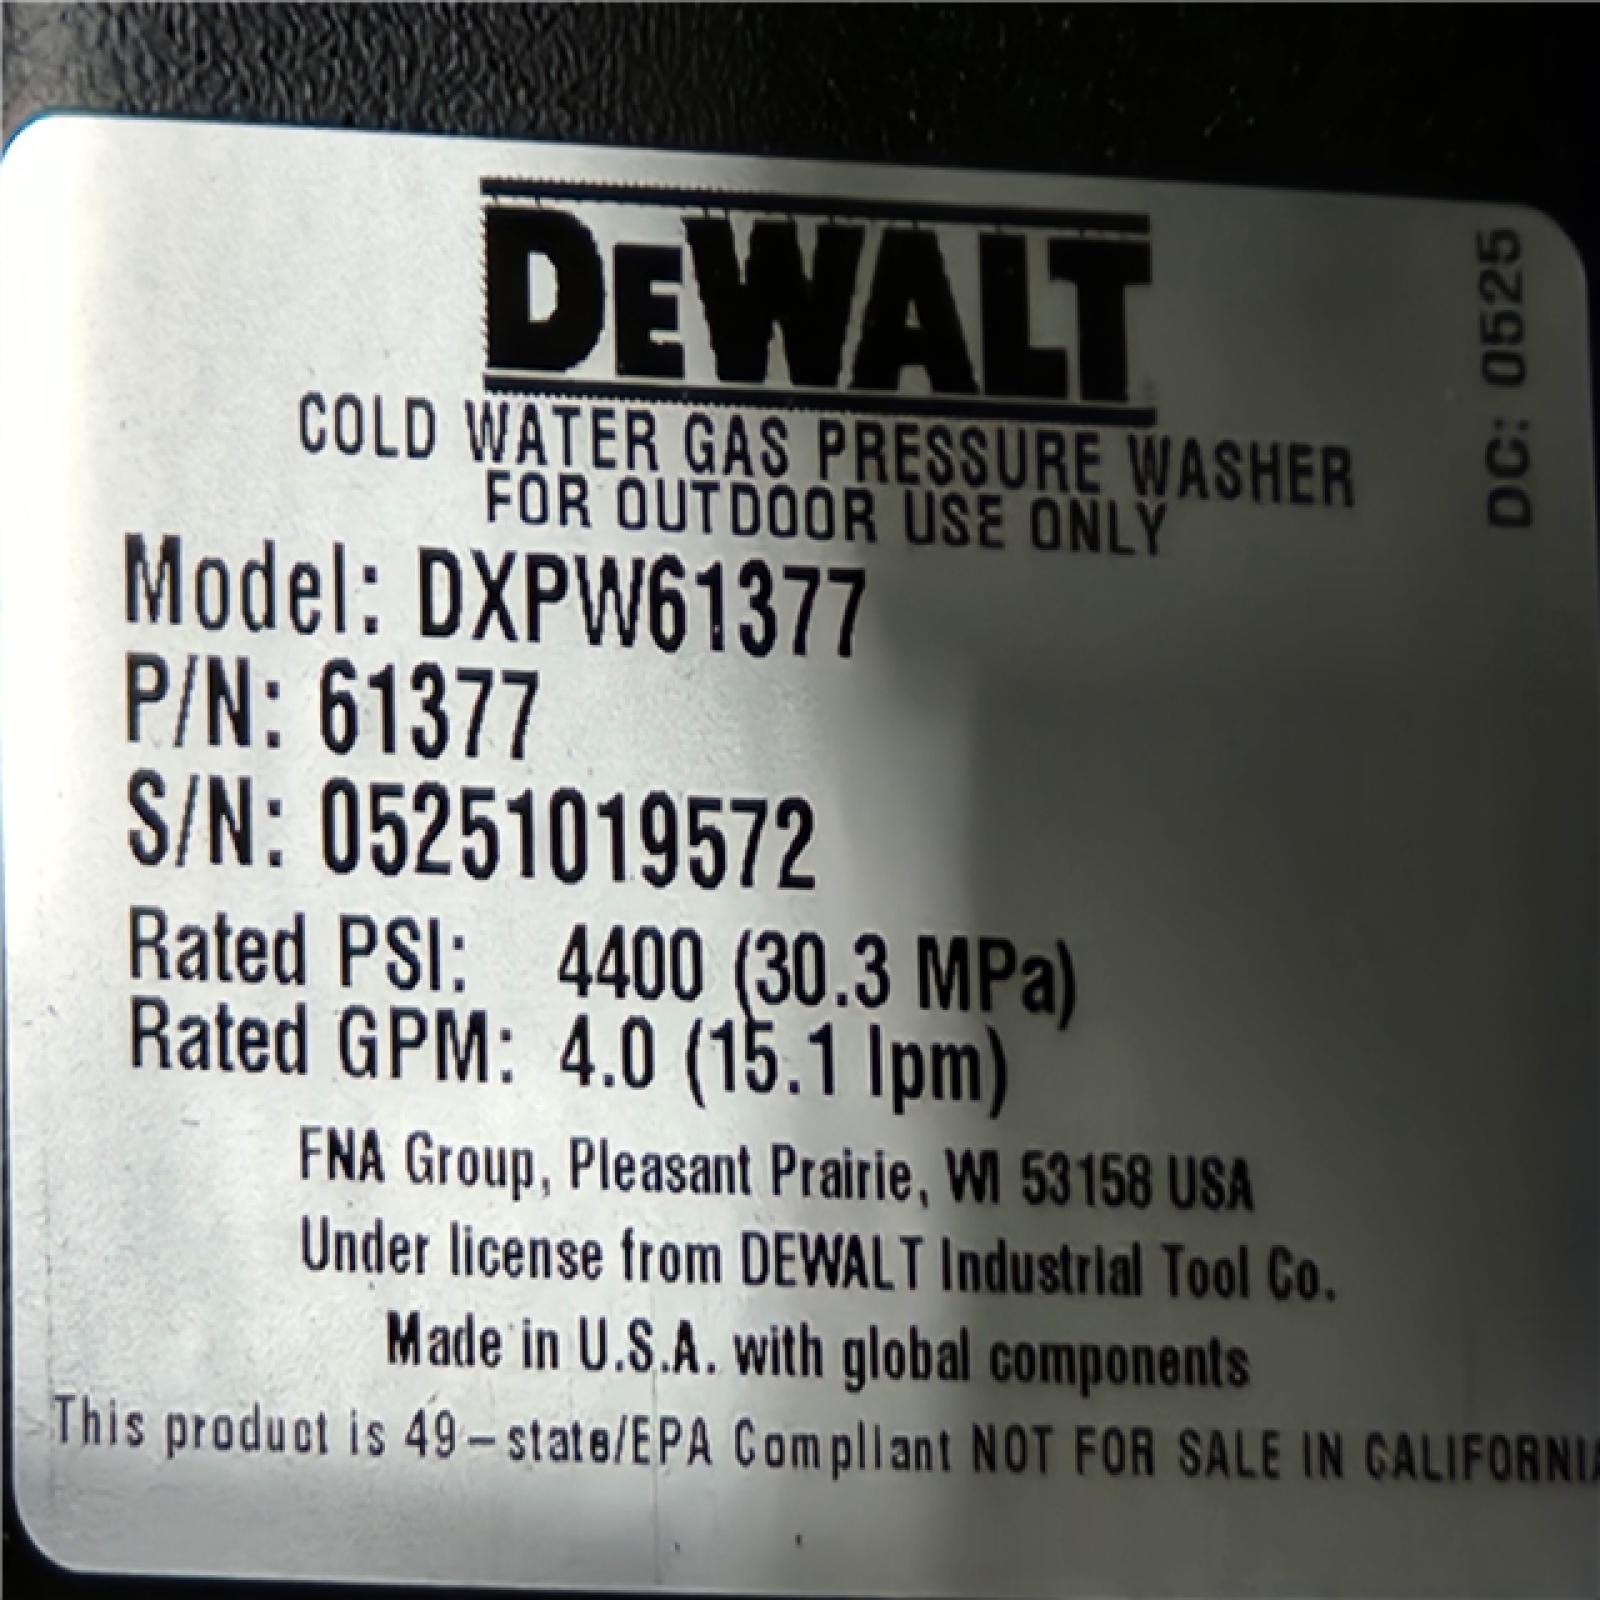 DEWALT
DC: 0525
COLD WATER GAS PRESSURE WASHER
FOR OUTDOOR USE ONLY
Model: DXPW61377
P/N: 61377
S/N: 05251019572
Rated PSI: 4400 (30.3 MPa)
Rated GPM: 4.0 (15.1 lpm)
FNA Group, Pleasant Prairie, WI 53158 USA
Under license from DEWALT Industrial Tool Co.
Made in U.S.A. with global components
This product is 49-state/EPA Compliant NOT FOR SALE IN CALIFORNIA